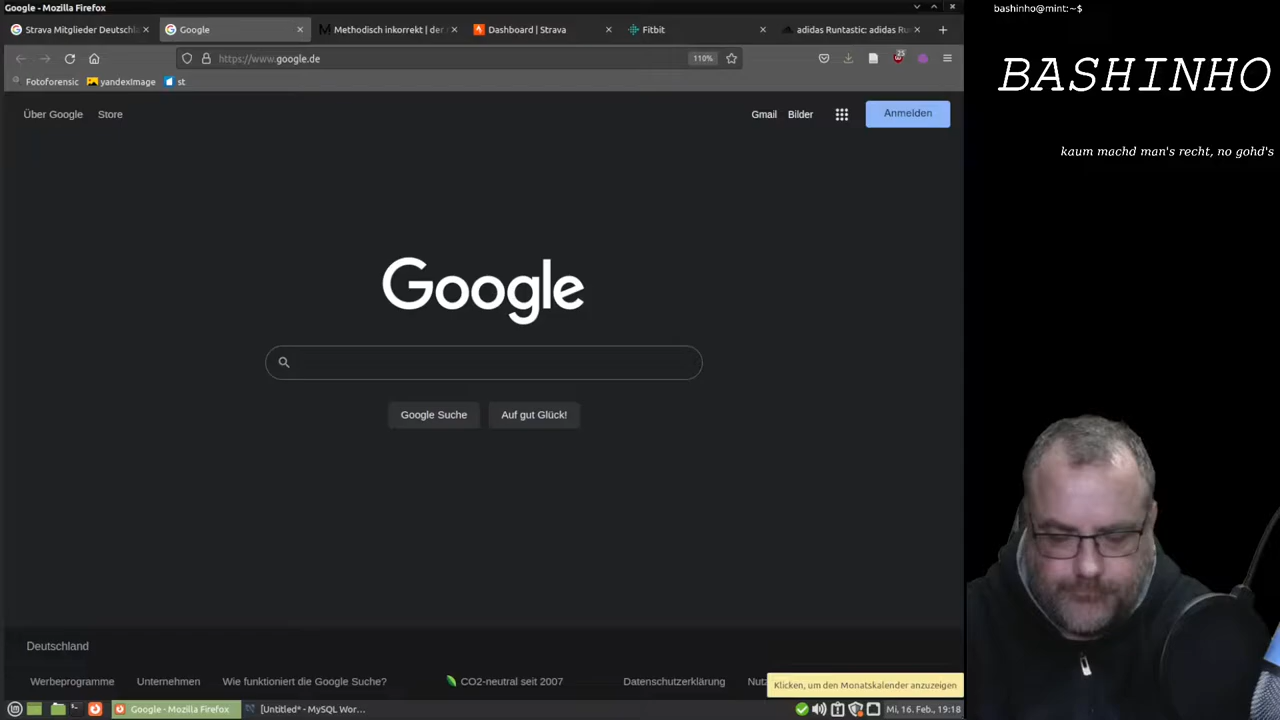 Google - Mozilla Firefox
bashinho@mint:~$
Strava Mitglieder Deutschl
Google
Methodisch inkorrekt | der
Dashboard | Strava
Fitbit
adidas Runtastic: adidas Ru
https://www.google.de
110%
25
BASHINHO
Fotoforensic
yandexImage
st
Über Google
Store
Gmail
Bilder
Anmelden
kaum machd man's recht, no gohd's
Google
Google Suche
Auf gut Glück!
Deutschland
Werbeprogramme
Unternehmen
Wie funktioniert die Google Suche?
CO2-neutral seit 2007
Datenschutzerklärung
Nutz
Klicken, um den Monatskalender anzuzeigen
Google - Mozilla Firefox
[Untitled* - MySQL Wor...
Mi, 16. Feb., 19:18